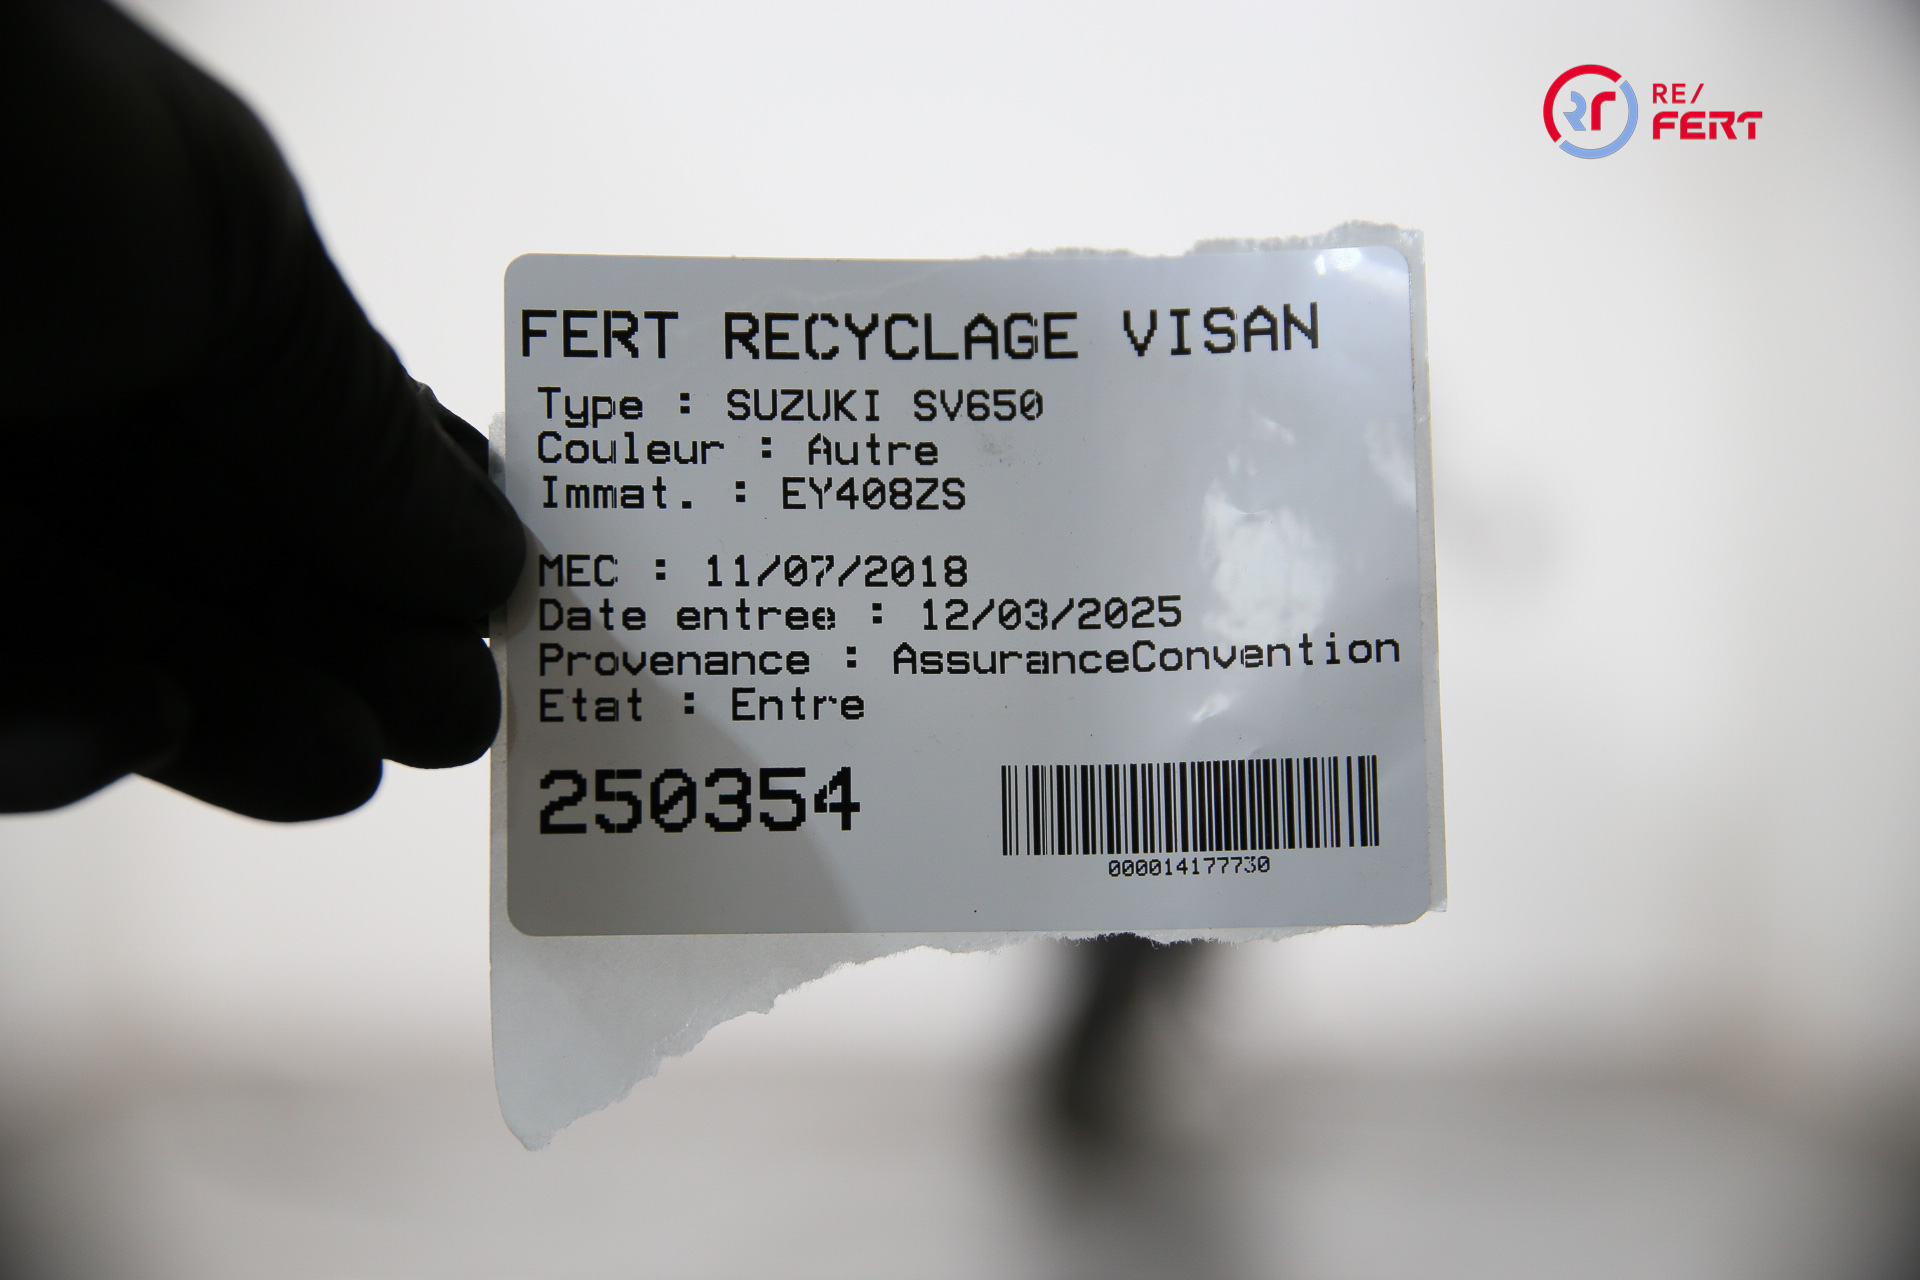 RE/
FERT
FERT RECYCLAGE VISAN
Type : SUZUKI SV650
Couleur : Autre
Immat. : EY408ZS
MEC : 11/07/2018
Date entree : 12/03/2025
Provenance : AssuranceConvention
Etat : Entre
250354
000014177730